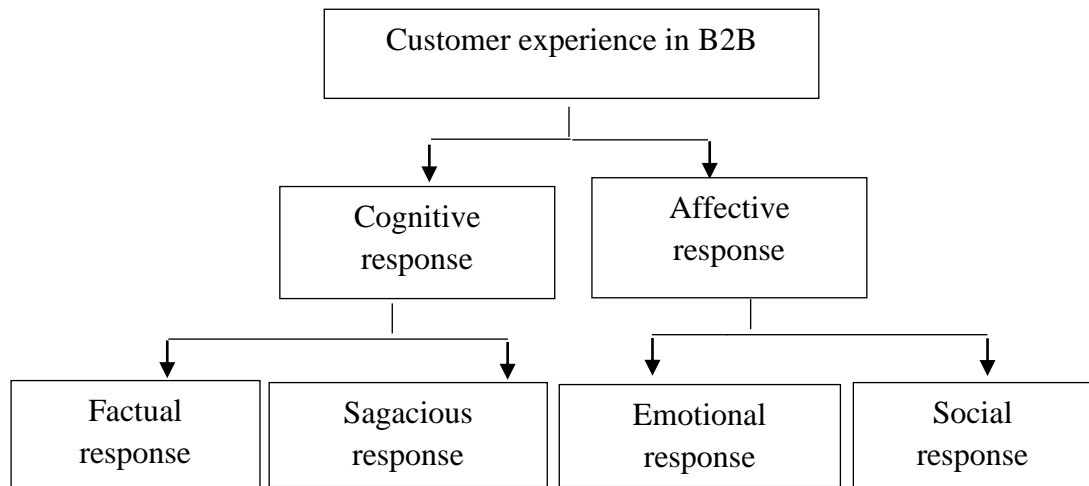 Customer experience in B2B
Cognitive
response
Affective
response
Factual
response
Sagacious
response
Emotional
response
Social
response